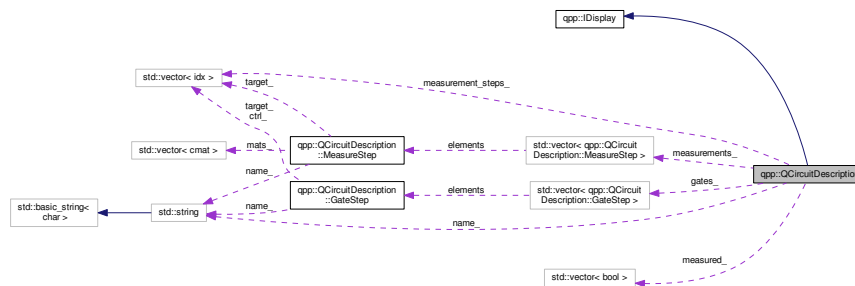 qpp::IDisplay
std::vector< idx >
target_
measurement_steps_
target_
ctrl_
std::vector< cmat >
mats_
qpp::QCircuitDescription
::MeasureStep
elements
std::vector< qpp::QCircuit
Description::MeasureStep >
measurements_
qpp::QCircuitDescription
name_
gates_
qpp::QCircuitDescription
::GateStep
elements
std::vector< qpp::QCircuit
Description::GateStep >
std::basic_string<
char >
std::string
name_
name_
measured_
std::vector< bool >